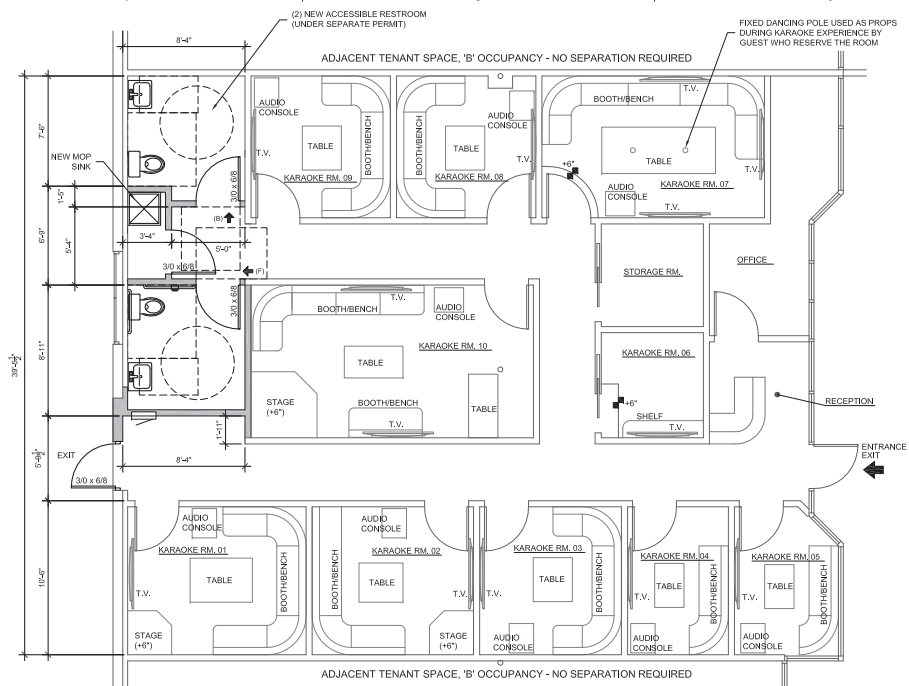 (2) NEW ACCESSIBLE RESTROOM
(UNDER SEPARATE PERMIT)
FIXED DANCING POLE USED AS PROPS
DURING KARAOKE EXPERIENCE BY
GUEST WHO RESERVE THE ROOM
8'-4"
ADJACENT TENANT SPACE, 'B' OCCUPANCY - NO SEPARATION REQUIRED
AUDIO
CONSOLE
TABLE
BOOTH/BENCH
T.V.
KARAOKE RM. 09
BOOTH/BENCH
AUDIO
CONSOLE
TABLE
T.V.
KARAOKE RM. 08
T.V.
BOOTH/BENCH
TABLE
+6"
T.V.
AUDIO
CONSOLE
KARAOKE RM. 07
T.V.
7'-6"
NEW MOP
SINK
3/0 x 6/8
1'-5"
(B)
3'-4"
5'-0"
6'-9"
5'-4"
3/0 x 6/8
(F)
3/0 x 6/8
STORAGE RM.
OFFICE
T.V.
BOOTH/BENCH
AUDIO
CONSOLE
KARAOKE RM. 10
TABLE
STAGE
(+6")
BOOTH/BENCH
T.V.
TABLE
KARAOKE RM. 06
+6"
SHELF
T.V.
RECEPTION
8'-11"
39'-5½"
1'-11"
5'-9½"
EXIT
8'-4"
3/0 x 6/8
ENTRANCE
EXIT
10'-6"
AUDIO
CONSOLE
KARAOKE RM. 01
TABLE
BOOTH/BENCH
T.V.
STAGE
(+6")
AUDIO
CONSOLE
KARAOKE RM. 02
BOOTH/BENCH
TABLE
T.V.
STAGE
(+6")
KARAOKE RM. 03
TABLE
BOOTH/BENCH
T.V.
AUDIO
CONSOLE
KARAOKE RM. 04
TABLE
BOOTH/BENCH
T.V.
AUDIO
CONSOLE
KARAOKE RM. 05
TABLE
BOOTH/BENCH
T.V.
AUDIO
CONSOLE
ADJACENT TENANT SPACE, 'B' OCCUPANCY - NO SEPARATION REQUIRED